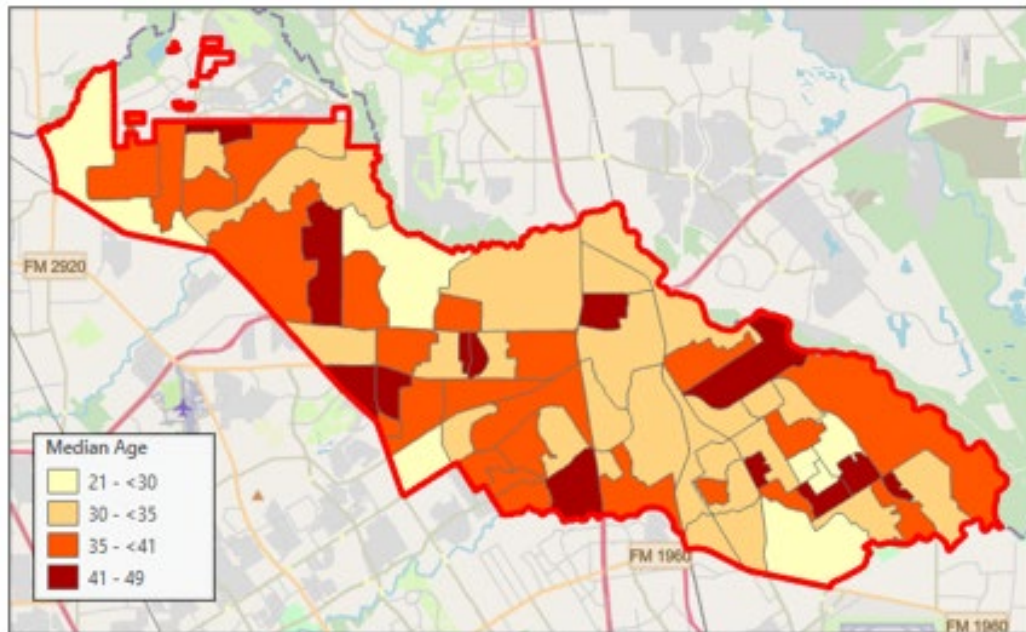 FM 2920
Median Age
21 - <30
30 - <35
35 - <41
41 - 49
FM 1960
FM 1960